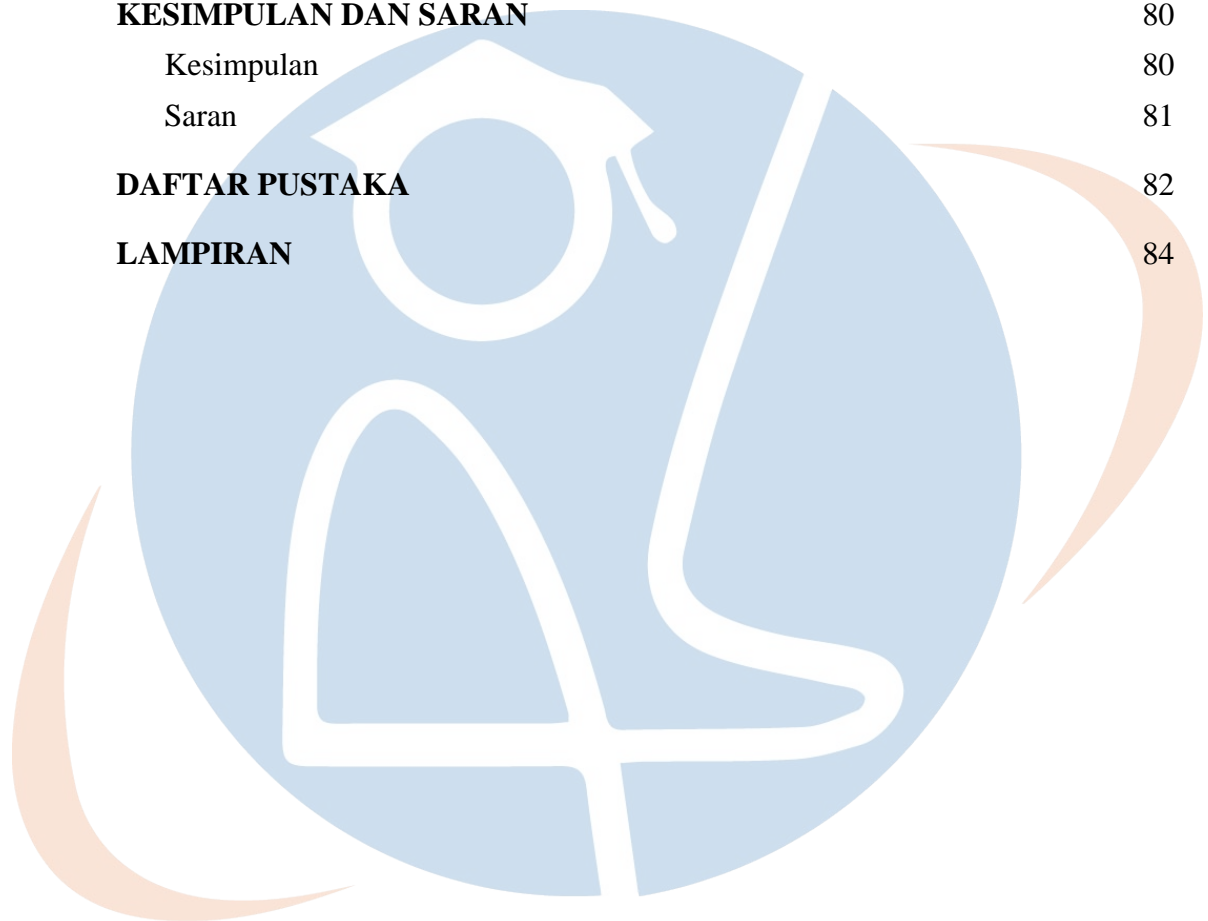 KESIMPULAN DAN SARAN 80
Kesimpulan 80
Saran 81
DAFTAR PUSTAKA 82
LAMPIRAN 84